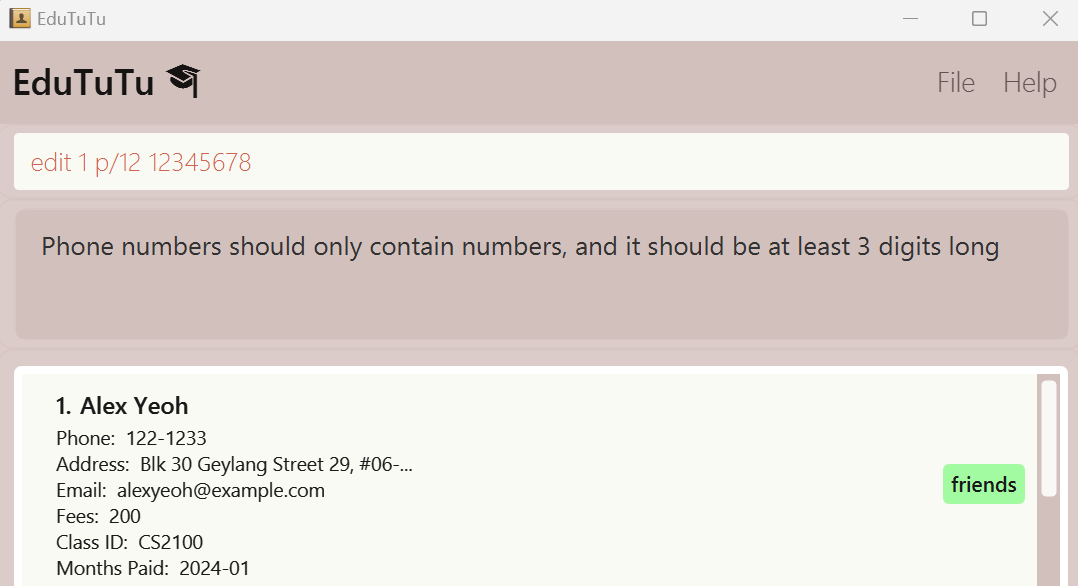 EduTuTu
EduTuTu
File Help
edit 1 p/12 12345678
Phone numbers should only contain numbers, and it should be at least 3 digits long
1. Alex Yeoh
Phone: 122-1233
Address: Blk 30 Geylang Street 29, #06-...
Email: alexyeoh@example.com
friends
Fees: 200
Class ID: CS2100
Months Paid: 2024-01